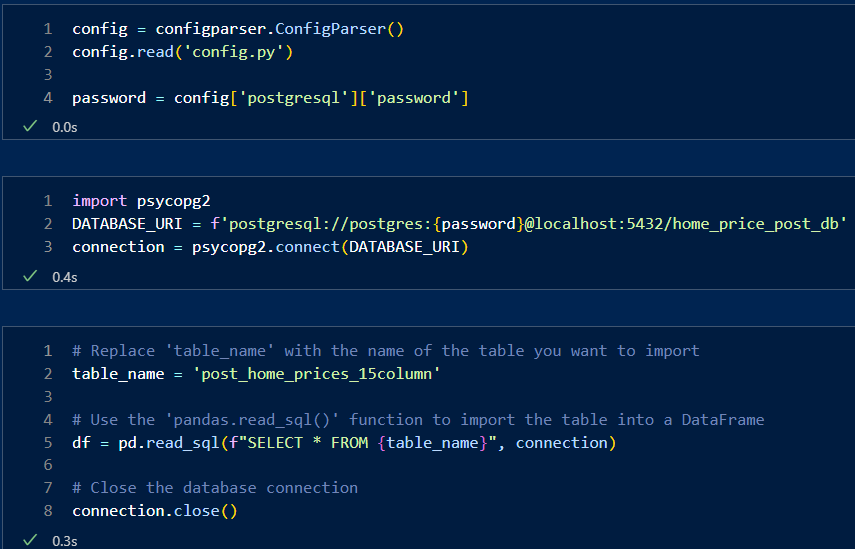 1 config = configparser.ConfigParser()
2 config.read('config.py')
3
4 password = config['postgresql']['password']
✓ 0.0s
1 import psycopg2
2 DATABASE_URI = f'postgresql://postgres:{password}@localhost:5432/home_price_post_db'
3 connection = psycopg2.connect(DATABASE_URI)
✓ 0.4s
1 # Replace 'table_name' with the name of the table you want to import
2 table_name = 'post_home_prices_15column'
3
4 # Use the 'pandas.read_sql()' function to import the table into a DataFrame
5 df = pd.read_sql(f"SELECT * FROM {table_name}", connection)
6
7 # Close the database connection
8 connection.close()
✓ 0.3s